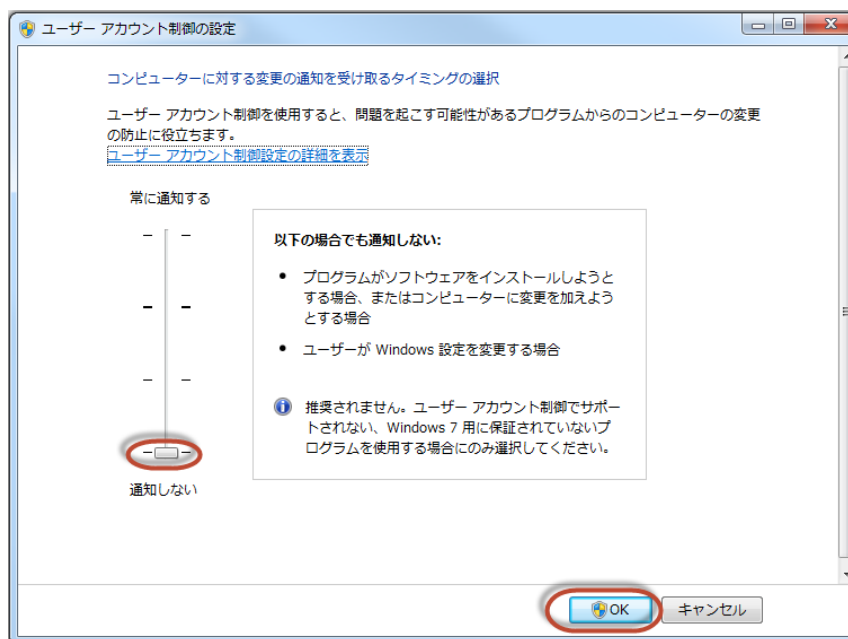 ユーザー アカウント制御の設定
コンピューターに対する変更の通知を受け取るタイミングの選択
ユーザー アカウント制御を使用すると、問題を起こす可能性があるプログラムからのコンピューターの変更
の防止に役立ちます。
ユーザー アカウント制御設定の詳細を表示
常に通知する
以下の場合でも通知しない:
• プログラムがソフトウェアをインストールしようと
する場合、またはコンピューターに変更を加えよう
とする場合
• ユーザーが Windows 設定を変更する場合
推奨されません。ユーザー アカウント制御でサポー
トされない、Windows 7 用に保証されていないプ
ログラムを使用する場合にのみ選択してください。
通知しない
OK
キャンセル